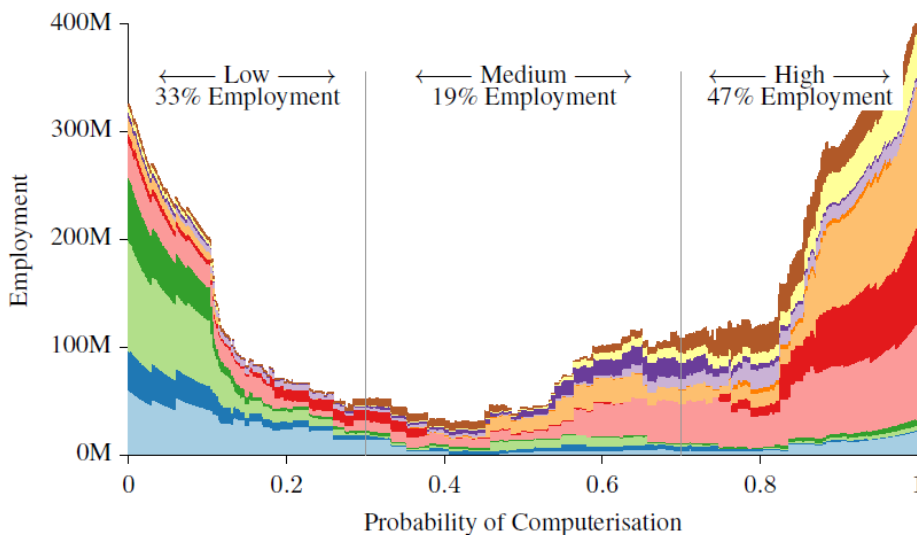 400M
← Low →
33% Employment
← Medium →
19% Employment
← High →
47% Employment
300M
200M
100M
0M
Employment
0
0.2
0.4
0.6
0.8
1
Probability of Computerisation